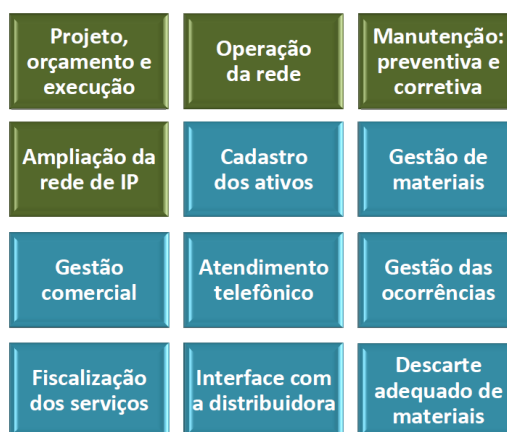 Projeto,
orçamento e
execução
Operação
da rede
Manutenção:
preventiva e
corretiva
Ampliação da
rede de IP
Cadastro
dos ativos
Gestão de
materiais
Gestão
comercial
Atendimento
telefônico
Gestão das
ocorrências
Fiscalização
dos serviços
Interface com
a distribuidora
Descarte
adequado de
materiais